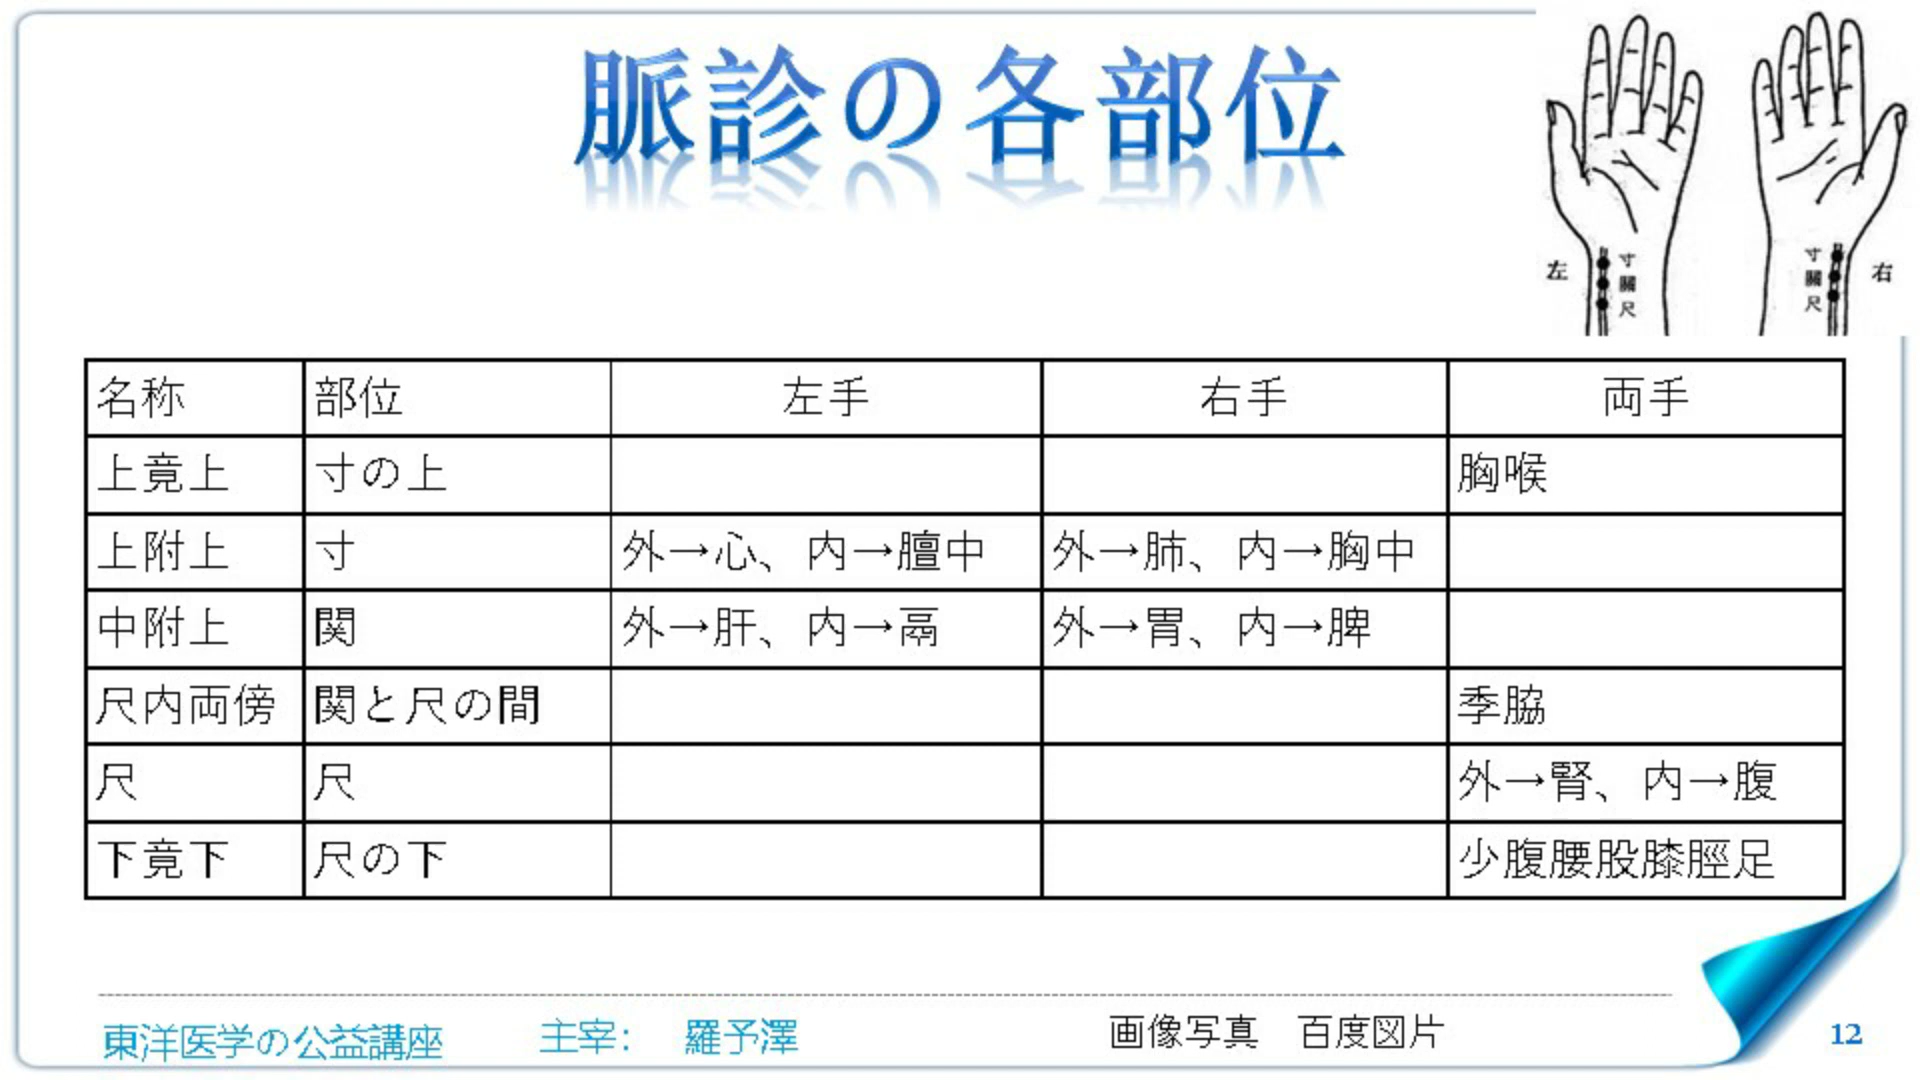 脈診の各部位
左 寸 關 尺
寸 關 尺 右
名称 部位 左手 右手 両手
上竟上 寸の上 胸喉
上附上 寸 外→心、内→膻中 外→肺、内→胸中
中附上 関 外→肝、内→鬲 外→胃、内→脾
尺内両傍 関と尺の間 季脇
尺 尺 外→腎、内→腹
下竟下 尺の下 少腹腰股膝脛足
東洋医学の公益講座 主宰： 羅予澤 画像写真 百度図片 12